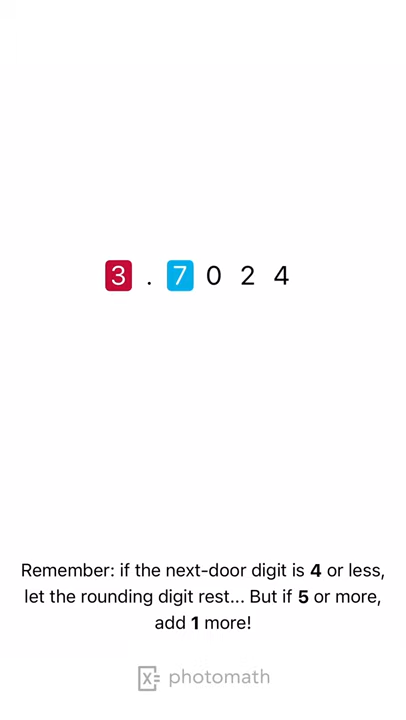 3 . 7 0 2 4
Remember: if the next-door digit is 4 or less,
let the rounding digit rest... But if 5 or more,
add 1 more!
photomath